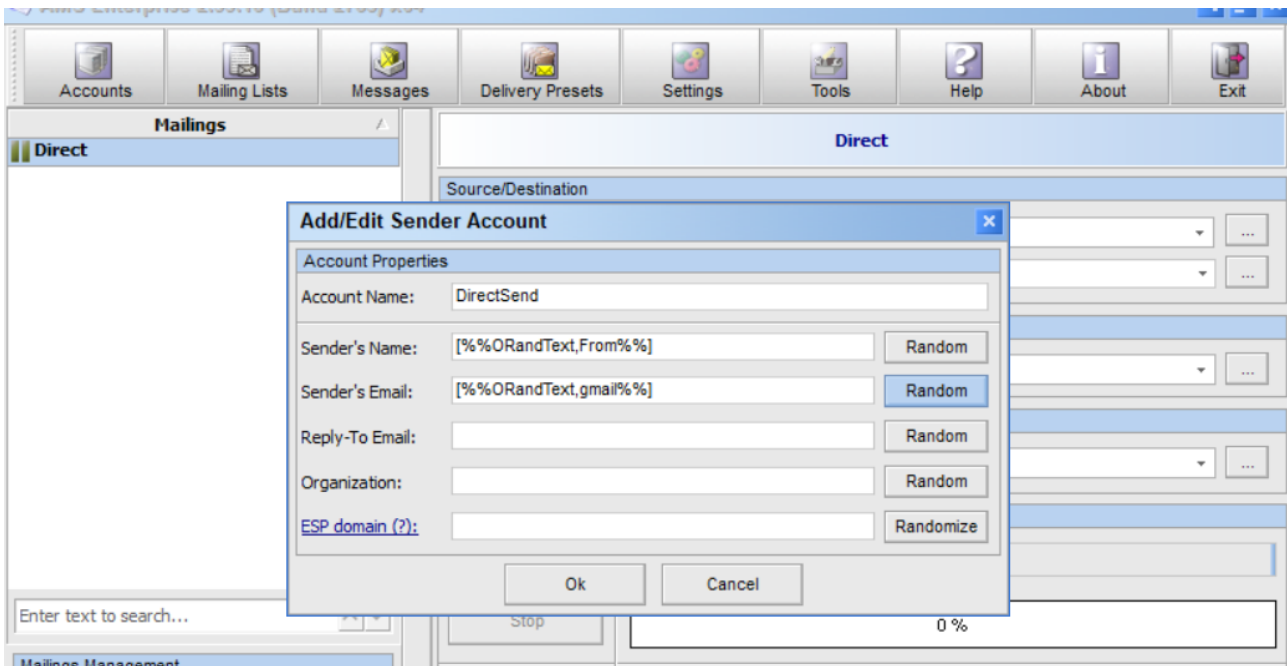 AMS Enterprise
Accounts Mailing Lists Messages Delivery Presets Settings Tools Help About Exit
Mailings
Direct
Direct
Source/Destination
Add/Edit Sender Account
Account Properties
Account Name: DirectSend
Sender's Name: [%%ORandText,From%%] Random
Sender's Email: [%%ORandText,gmail%%] Random
Reply-To Email: Random
Organization: Random
ESP domain (?): Randomize
Ok Cancel
Enter text to search...
Stop
0 %
Mailings Management